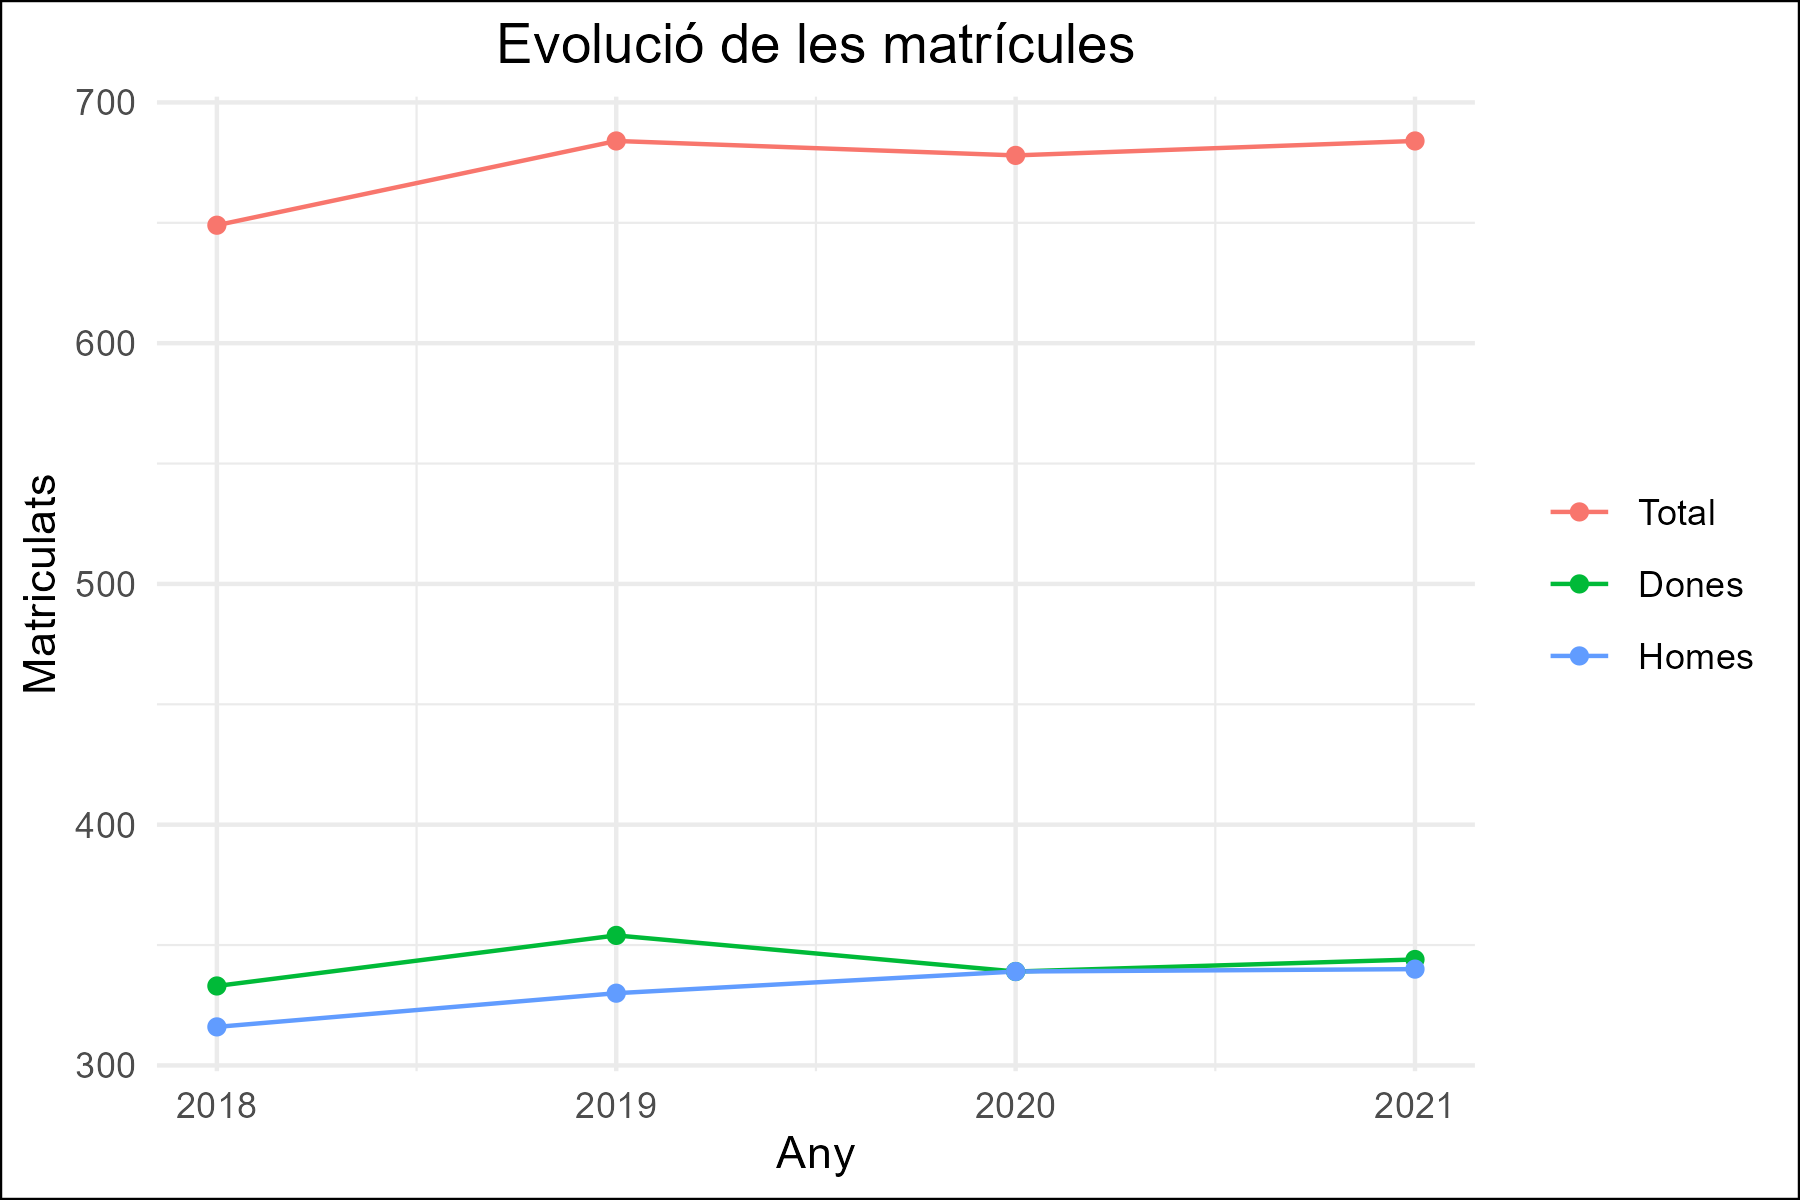 Evolució de les matrícules
700
600
500
400
300
Matriculats
2018 2019 2020 2021
Any
Total
Dones
Homes